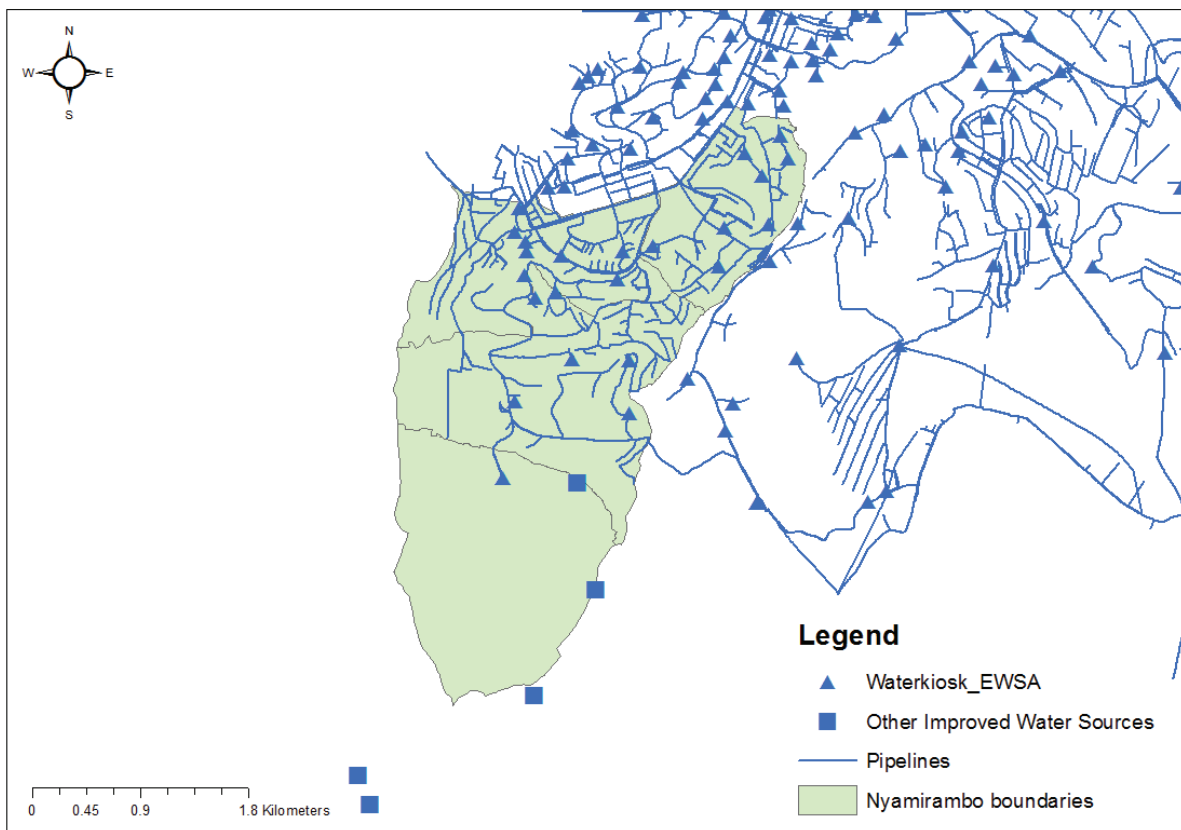 N
W E
S
Legend
Waterkiosk_EWSA
Other Improved Water Sources
Pipelines
Nyamirambo boundaries
0 0.45 0.9 1.8 Kilometers